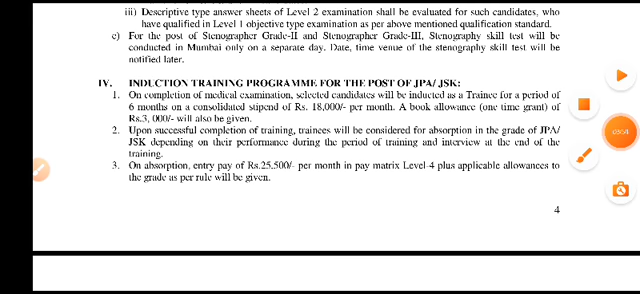 iii) Descriptive type answer sheets of Level 2 examination shall be evaluated for such candidates, who
have qualified in Level 1 objective type examination as per above mentioned qualification standard.
c) For the post of Stenographer Grade-II and Stenographer Grade-III, Stenography skill test will be
conducted in Mumbai only on a separate day. Date, time venue of the stenography skill test will be
notified later.
IV. INDUCTION TRAINING PROGRAMME FOR THE POST OF JPA/ JSK:
1. On completion of medical examination, selected candidates will be inducted as a Trainee for a period of
6 months on a consolidated stipend of Rs. 18,000/- per month. A book allowance (one time grant) of
Rs.3, 000/- will also be given.
2. Upon successful completion of training, trainees will be considered for absorption in the grade of JPA/
JSK depending on their performance during the period of training and interview at the end of the
training.
3. On absorption, entry pay of Rs.25,500/- per month in pay matrix Level-4 plus applicable allowances to
the grade as per rule will be given.
4